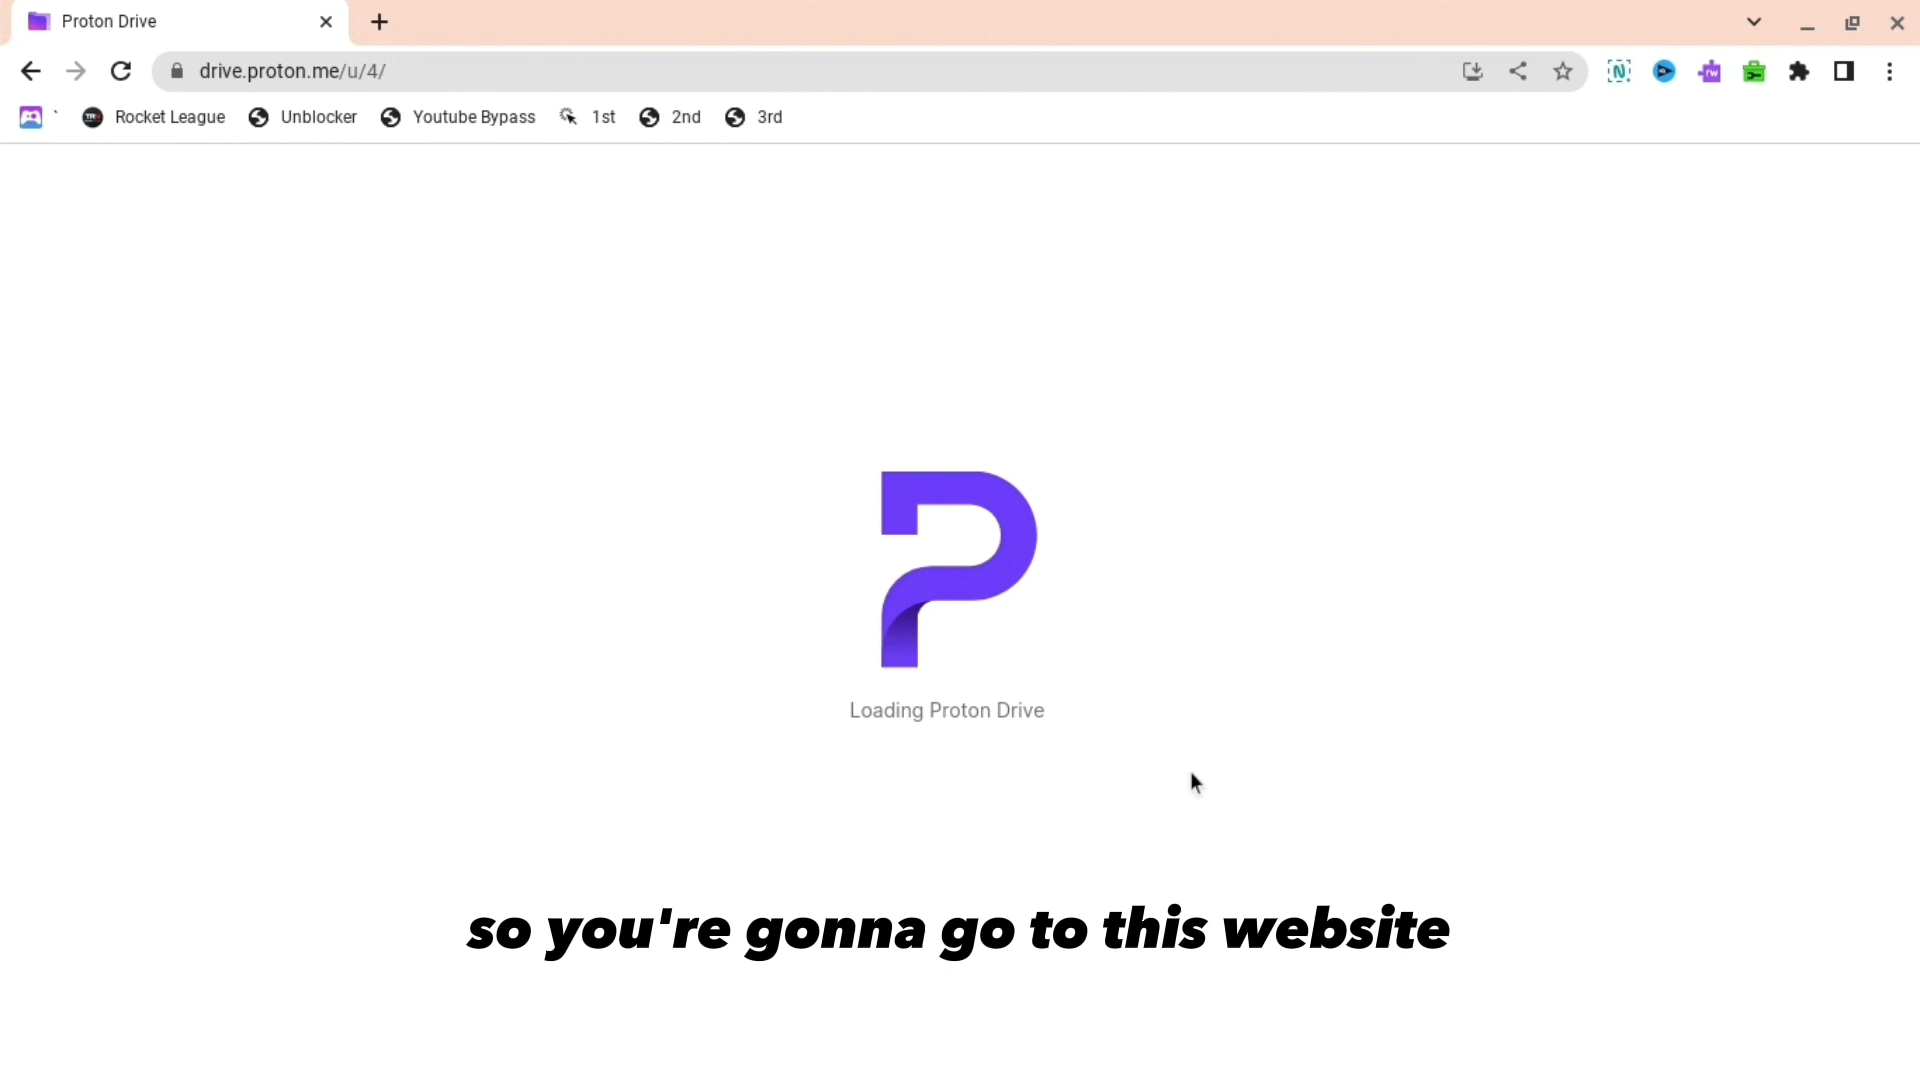 Proton Drive
drive.proton.me/u/4/
Rocket League Unblocker Youtube Bypass 1st 2nd 3rd
Loading Proton Drive
so you're gonna go to this website